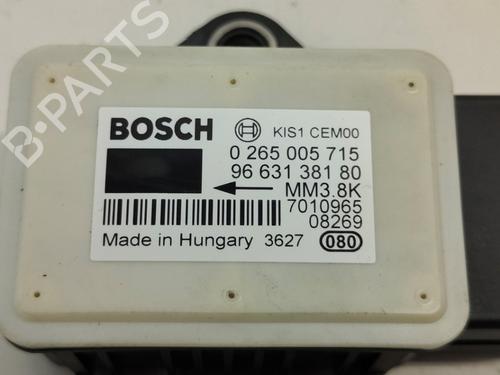 B-PARTS
BOSCH KIS1 CEM00
0 265 005 715
96 631 381 80
MM3.8K
7010965
08269
Made in Hungary 3627 080